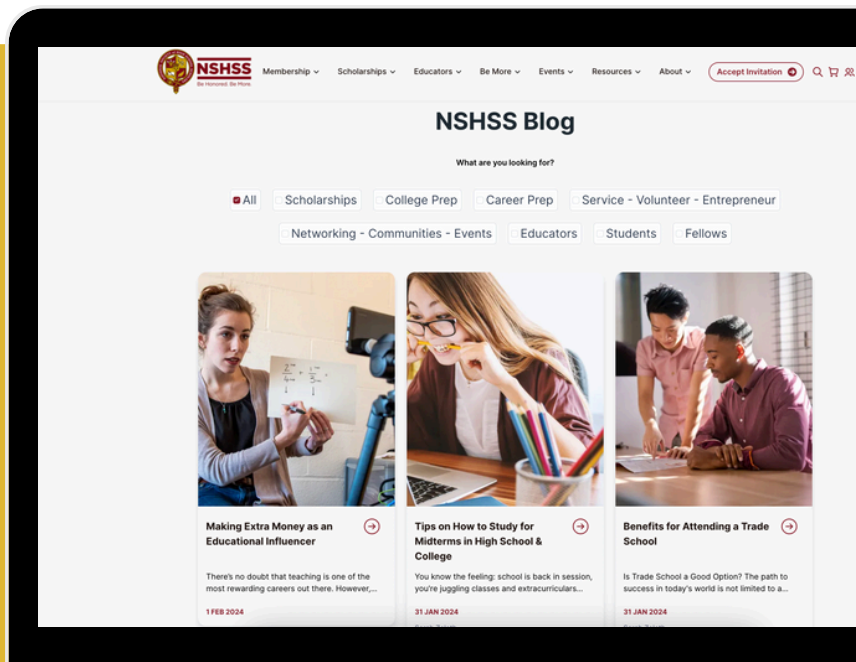 NSHSS
Be Honored. Be More.
Membership
Scholarships
Educators
Be More
Events
Resources
About
Accept Invitation
NSHSS Blog
What are you looking for?
All
Scholarships
College Prep
Career Prep
Service - Volunteer - Entrepreneur
Networking - Communities - Events
Educators
Students
Fellows
Making Extra Money as an
Educational Influencer
There's no doubt that teaching is one of the
most rewarding careers out there. However,...
1 FEB 2024
Tips on How to Study for
Midterms in High School &
College
You know the feeling: school is back in session,
you're juggling classes and extracurriculars...
31 JAN 2024
Benefits for Attending a Trade
School
Is Trade School a Good Option? The path to
success in today's world is not limited to a...
31 JAN 2024